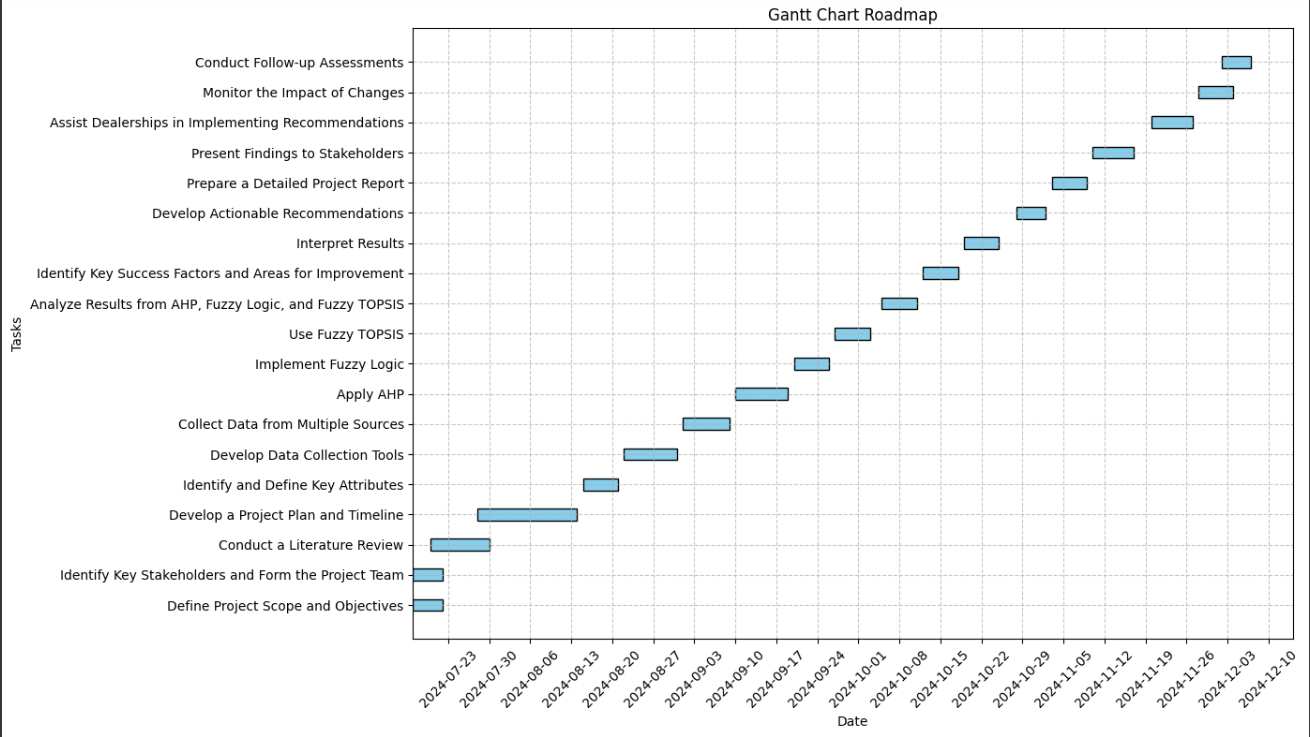 Gantt Chart Roadmap
Conduct Follow-up Assessments
Monitor the Impact of Changes
Assist Dealerships in Implementing Recommendations
Present Findings to Stakeholders
Prepare a Detailed Project Report
Develop Actionable Recommendations
Interpret Results
Identify Key Success Factors and Areas for Improvement
Analyze Results from AHP, Fuzzy Logic, and Fuzzy TOPSIS
Use Fuzzy TOPSIS
Implement Fuzzy Logic
Apply AHP
Collect Data from Multiple Sources
Develop Data Collection Tools
Identify and Define Key Attributes
Develop a Project Plan and Timeline
Conduct a Literature Review
Identify Key Stakeholders and Form the Project Team
Define Project Scope and Objectives
Tasks
2024-07-23
2024-07-30
2024-08-06
2024-08-13
2024-08-20
2024-08-27
2024-09-03
2024-09-10
2024-09-17
2024-09-24
2024-10-01
2024-10-08
2024-10-15
2024-10-22
2024-10-29
2024-11-05
2024-11-12
2024-11-19
2024-11-26
2024-12-03
2024-12-10
Date